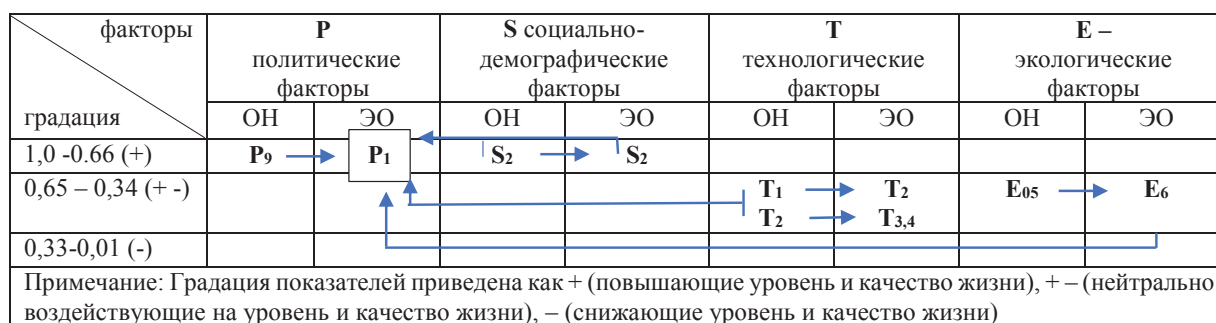 факторы P S социально- T E –
политические демографические технологические экологические
факторы факторы факторы факторы
градация ОН ЭО ОН ЭО ОН ЭО ОН ЭО
1,0 -0.66 (+) P9 P1 S2 S2
0,65 – 0,34 (+ -) T1 T2 E05 E6
T2 T3,4
0,33-0,01 (-)
Примечание: Градация показателей приведена как + (повышающие уровень и качество жизни), + – (нейтрально
воздействующие на уровень и качество жизни), – (снижающие уровень и качество жизни)